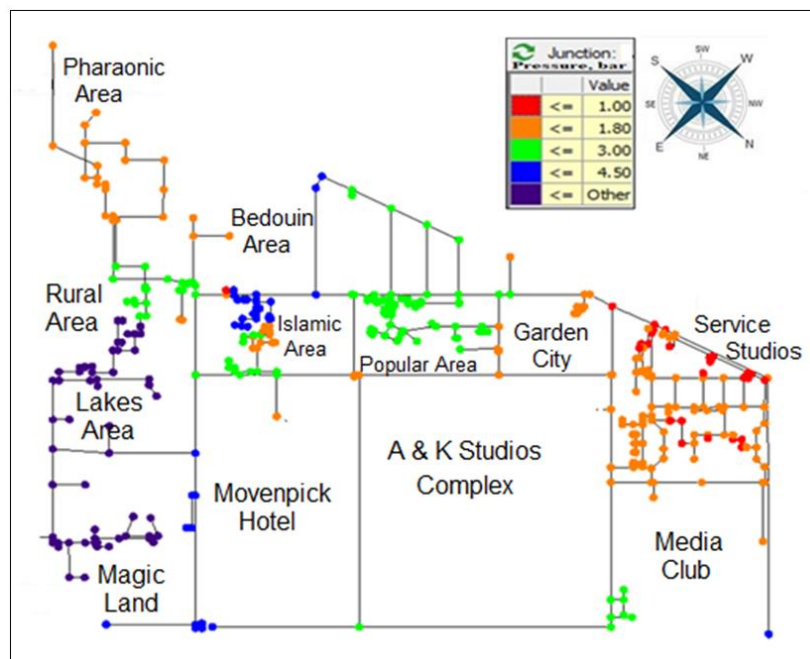 Pharaonic
Area
Junction:
Pressure, bar
Value
<= 1.00
<= 1.80
<= 3.00
<= 4.50
<= Other
SW
S
W
SE
NW
E
N
NE
Bedouin
Area
Rural
Area
Islamic
Area
Popular Area
Garden
City
Service
Studios
Lakes
Area
A & K Studios
Complex
Movenpick
Hotel
Media
Club
Magic
Land